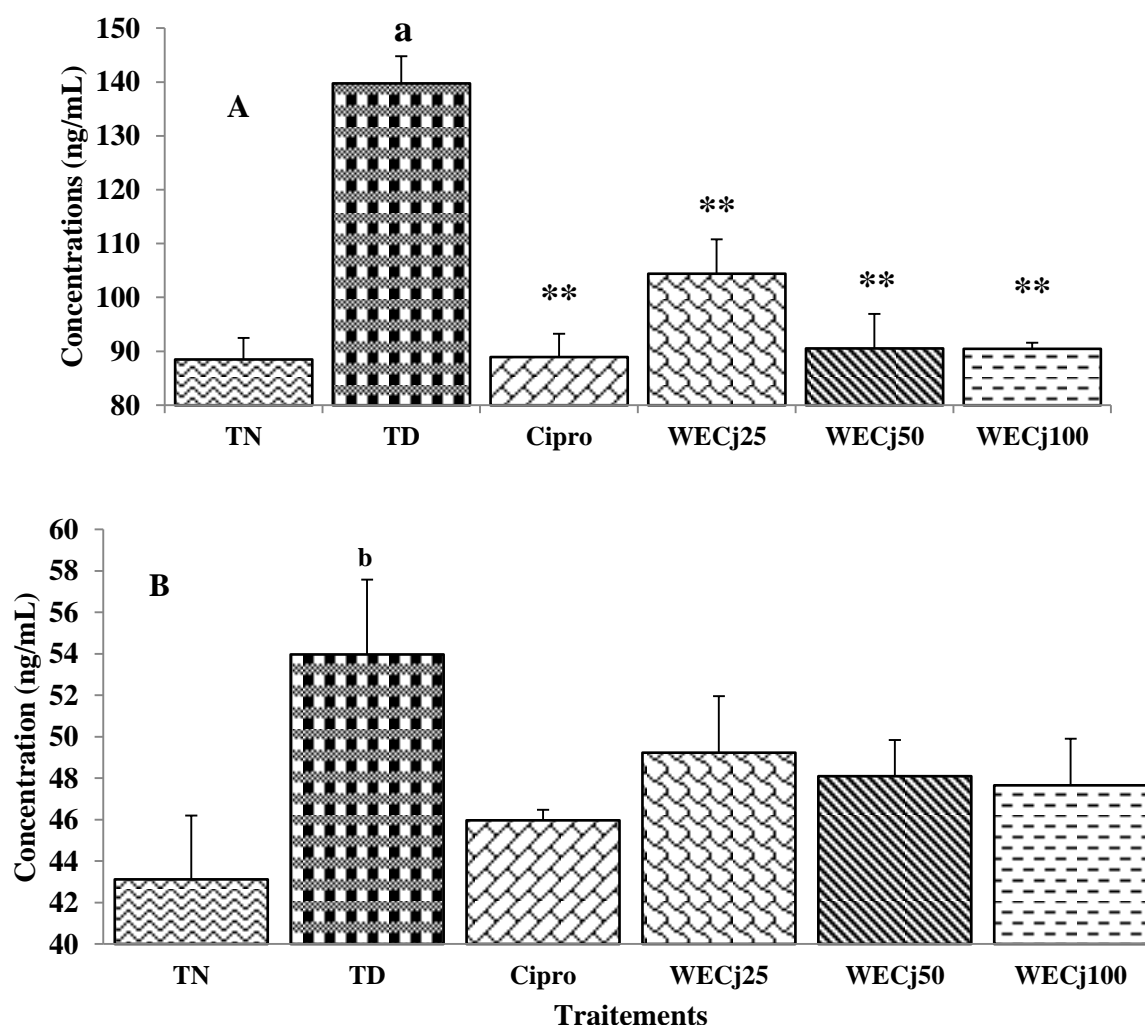 Concentrations (ng/mL)
150
140
130
120
110
100
90
80
A
a
**
**
**
**
TN TD Cipro WECj25 WECj50 WECj100
Concentration (ng/mL)
60
58
56
54
52
50
48
46
44
42
40
B
b
TN TD Cipro WECj25 WECj50 WECj100
Traitements